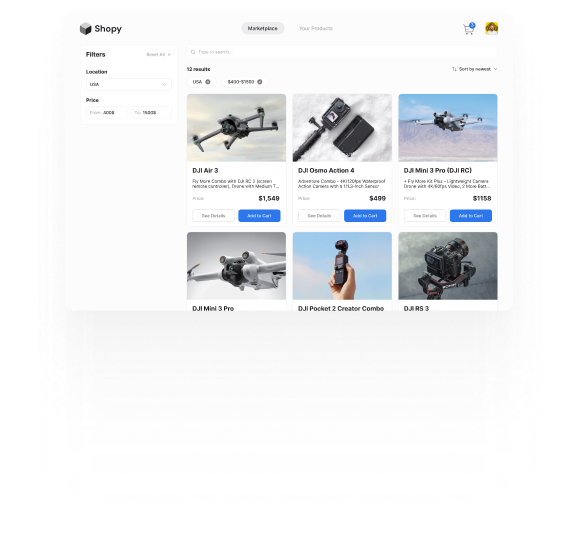 Shopy
Marketplace
Your Products
Filters
Reset All
Location
USA
Price
From: 400$
To: 1500$
Type in search...
12 results
Sort by newest
USA
$400-$1500
DJI Air 3
Fly More Combo with DJI RC 2 (screen
remote controller), Drone with Medium T...
Price:
$1,549
See Details
Add to Cart
DJI Osmo Action 4
Adventure Combo - 4K/120fps Waterproof
Action Camera with a 1/1.3-Inch Sensor
Price:
$499
See Details
Add to Cart
DJI Mini 3 Pro (DJI RC)
+ Fly More Kit Plus – Lightweight Camera
Drone with 4K/60fps Video, 2 More Batt...
Price:
$1158
See Details
Add to Cart
DJI Mini 3 Pro
DJI Pocket 2 Creator Combo
DJI RS 3